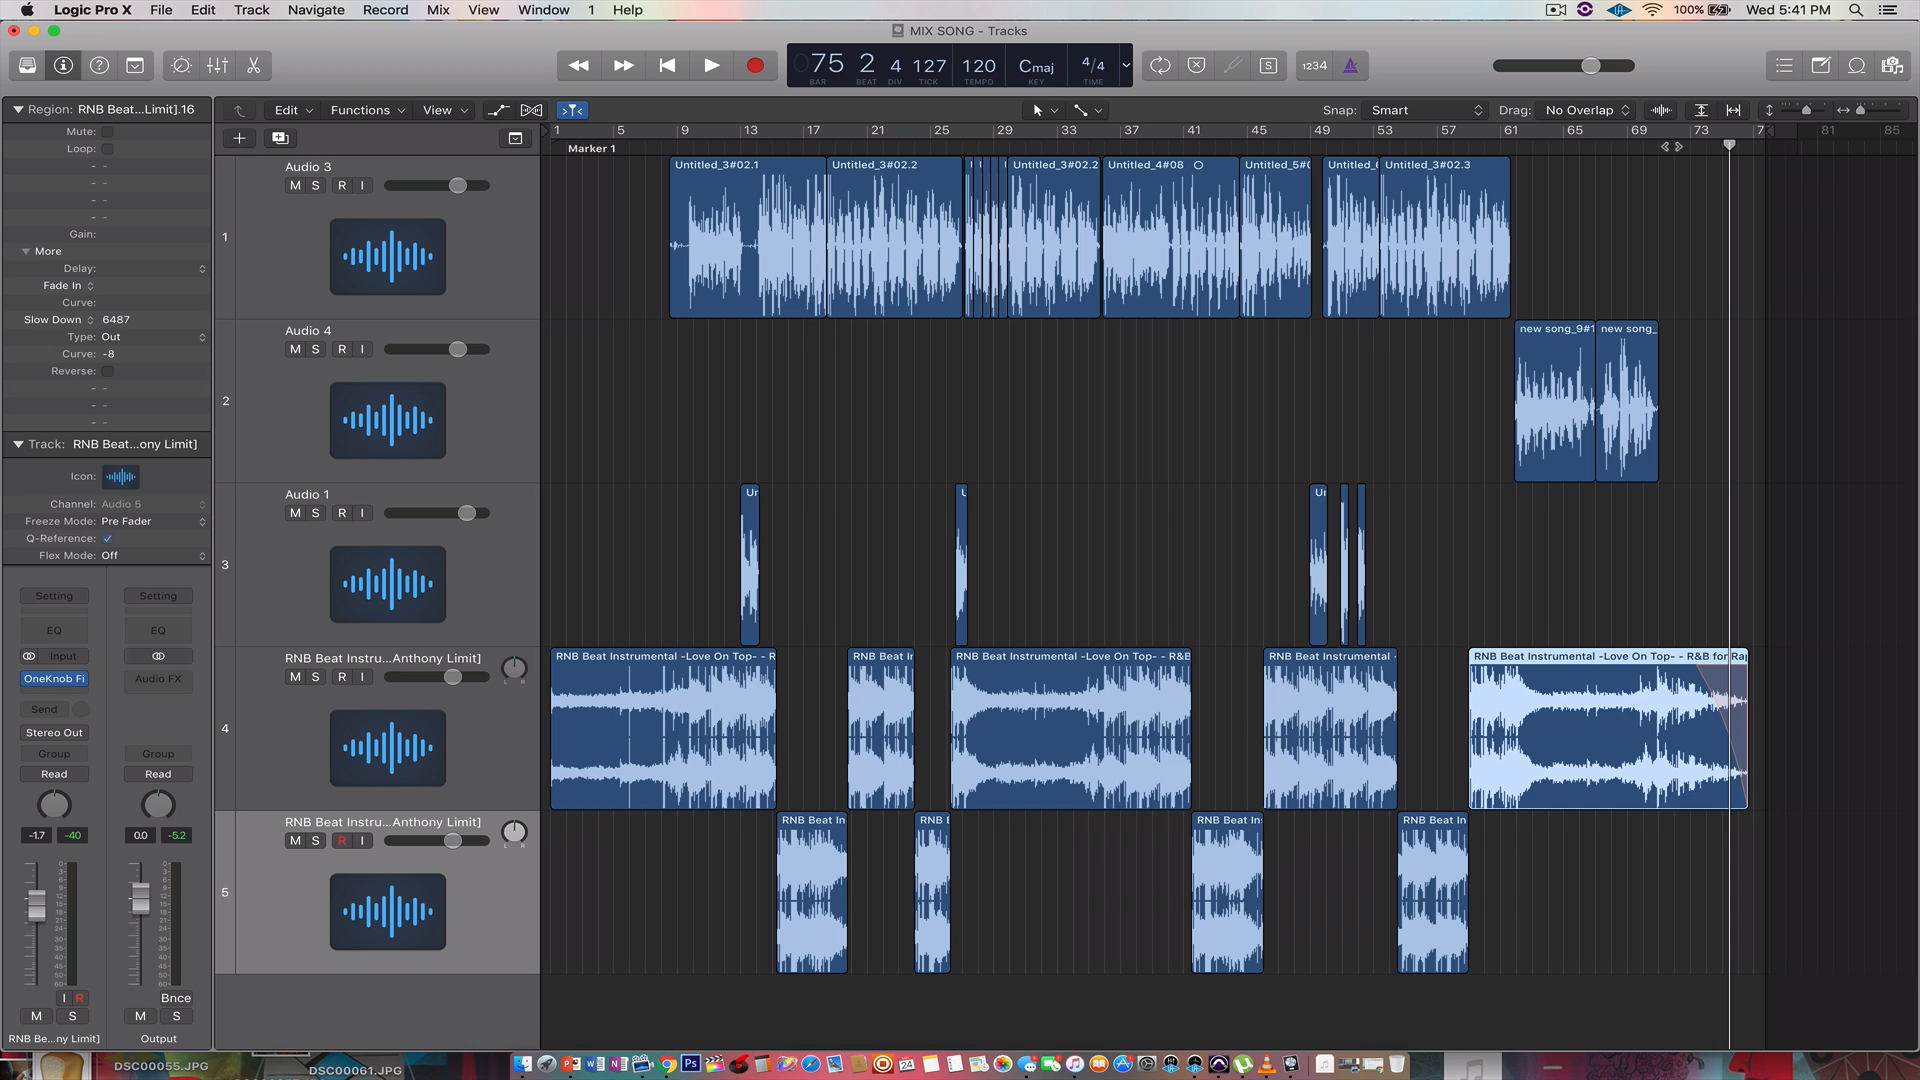 Logic Pro X File Edit Track Navigate Record Mix View Window 1 Help 100% Wed 5:41 PM
MIX SONG - Tracks
75 2 4 127 120 Cmaj 4/4 1234
BAR BEAT DIV TICK TEMPO KEY TIME
Region: RNB Beat...Limit].16
Edit Functions View Snap: Smart Drag: No Overlap
1 5 9 13 17 21 25 29 33 37 41 45 49 53 57 61 65 69 73 81 85
Marker 1
Mute:
Loop:
Gain:
More
Delay:
Fade In
Curve:
Slow Down 6487
Type: Out
Curve: -8
Reverse:
Track: RNB Beat...ony Limit]
Icon:
Channel: Audio 5
Freeze Mode: Pre Fader
Q-Reference:
Flex Mode: Off
Setting Setting
EQ EQ
Input
OneKnob Fi Audio FX
Send
Stereo Out
Group Group
Read Read
-1.7 -40 0.0 -5.2
I R Bnce
M S M S
RNB Be...ny Limit] Output
Audio 3
M S R I
1
Untitled_3#02.1 Untitled_3#02.2 Untitled_3#02.2 Untitled_4#08 Untitled_3#02.3
Audio 4
M S R I
2
new song_9#1 new song_
Audio 1
M S R I
3
Ur U Ur
RNB Beat Instru...Anthony Limit]
M S R I
4
RNB Beat Instrumental -Love On Top- - R RNB Beat Ir RNB Beat Instrumental -Love On Top- - R&B RNB Beat Instrumental - RNB Beat Instrumental -Love On Top- - R&B for Rap
RNB Beat Instru...Anthony Limit]
M S R I
5
RNB Beat In RNB E RNB Beat In RNB Beat In
DSC00055.JPG
DSC00061.JPG